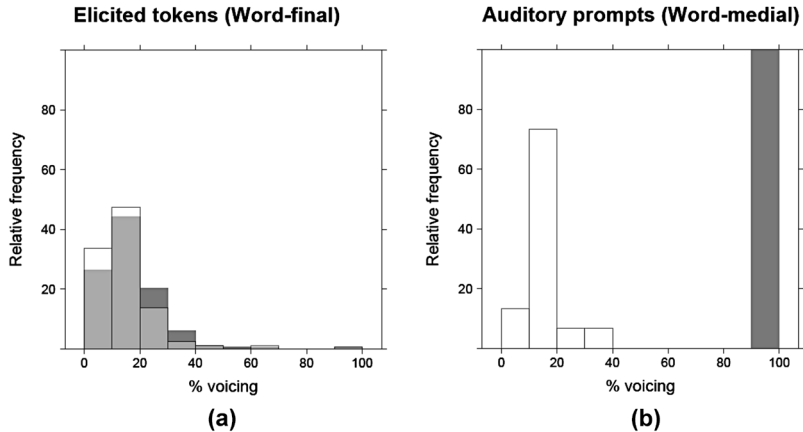 Elicited tokens (Word-final)
Relative frequency
80
60
40
20
0 20 40 60 80 100
% voicing
(a)
Auditory prompts (Word-medial)
Relative frequency
80
60
40
20
0 20 40 60 80 100
% voicing
(b)